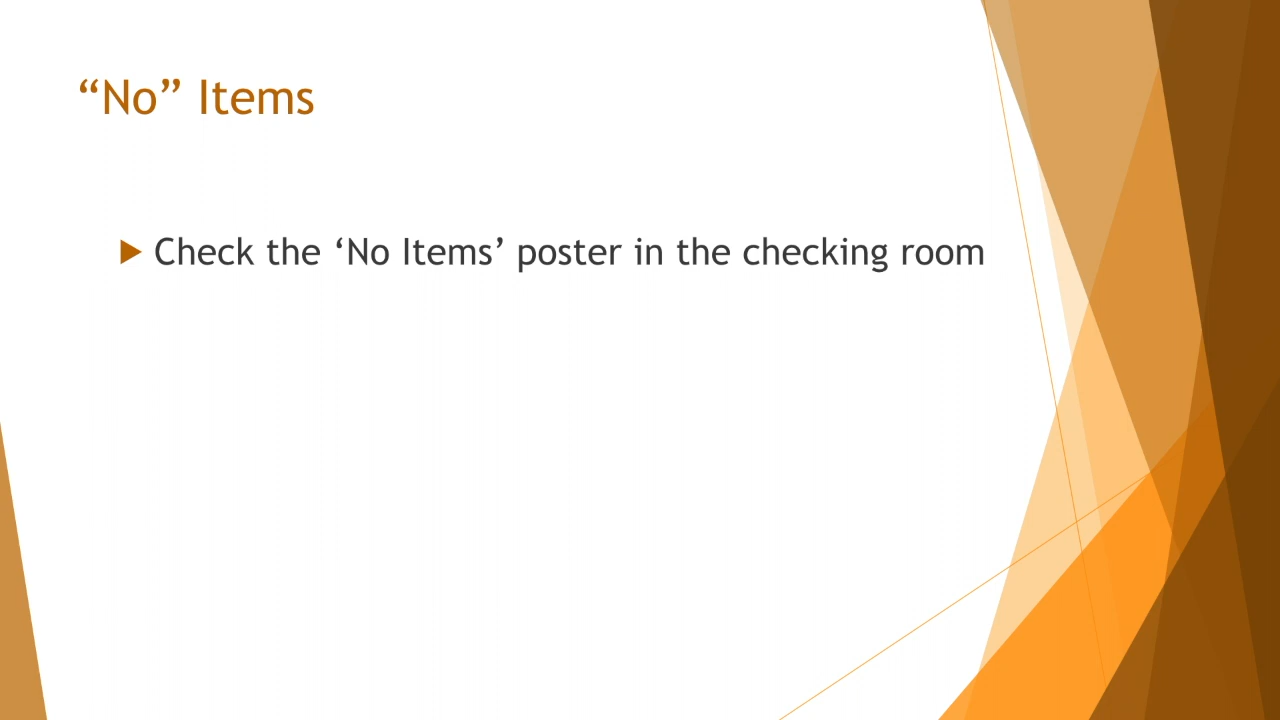 “No” Items
Check the ‘No Items’ poster in the checking room